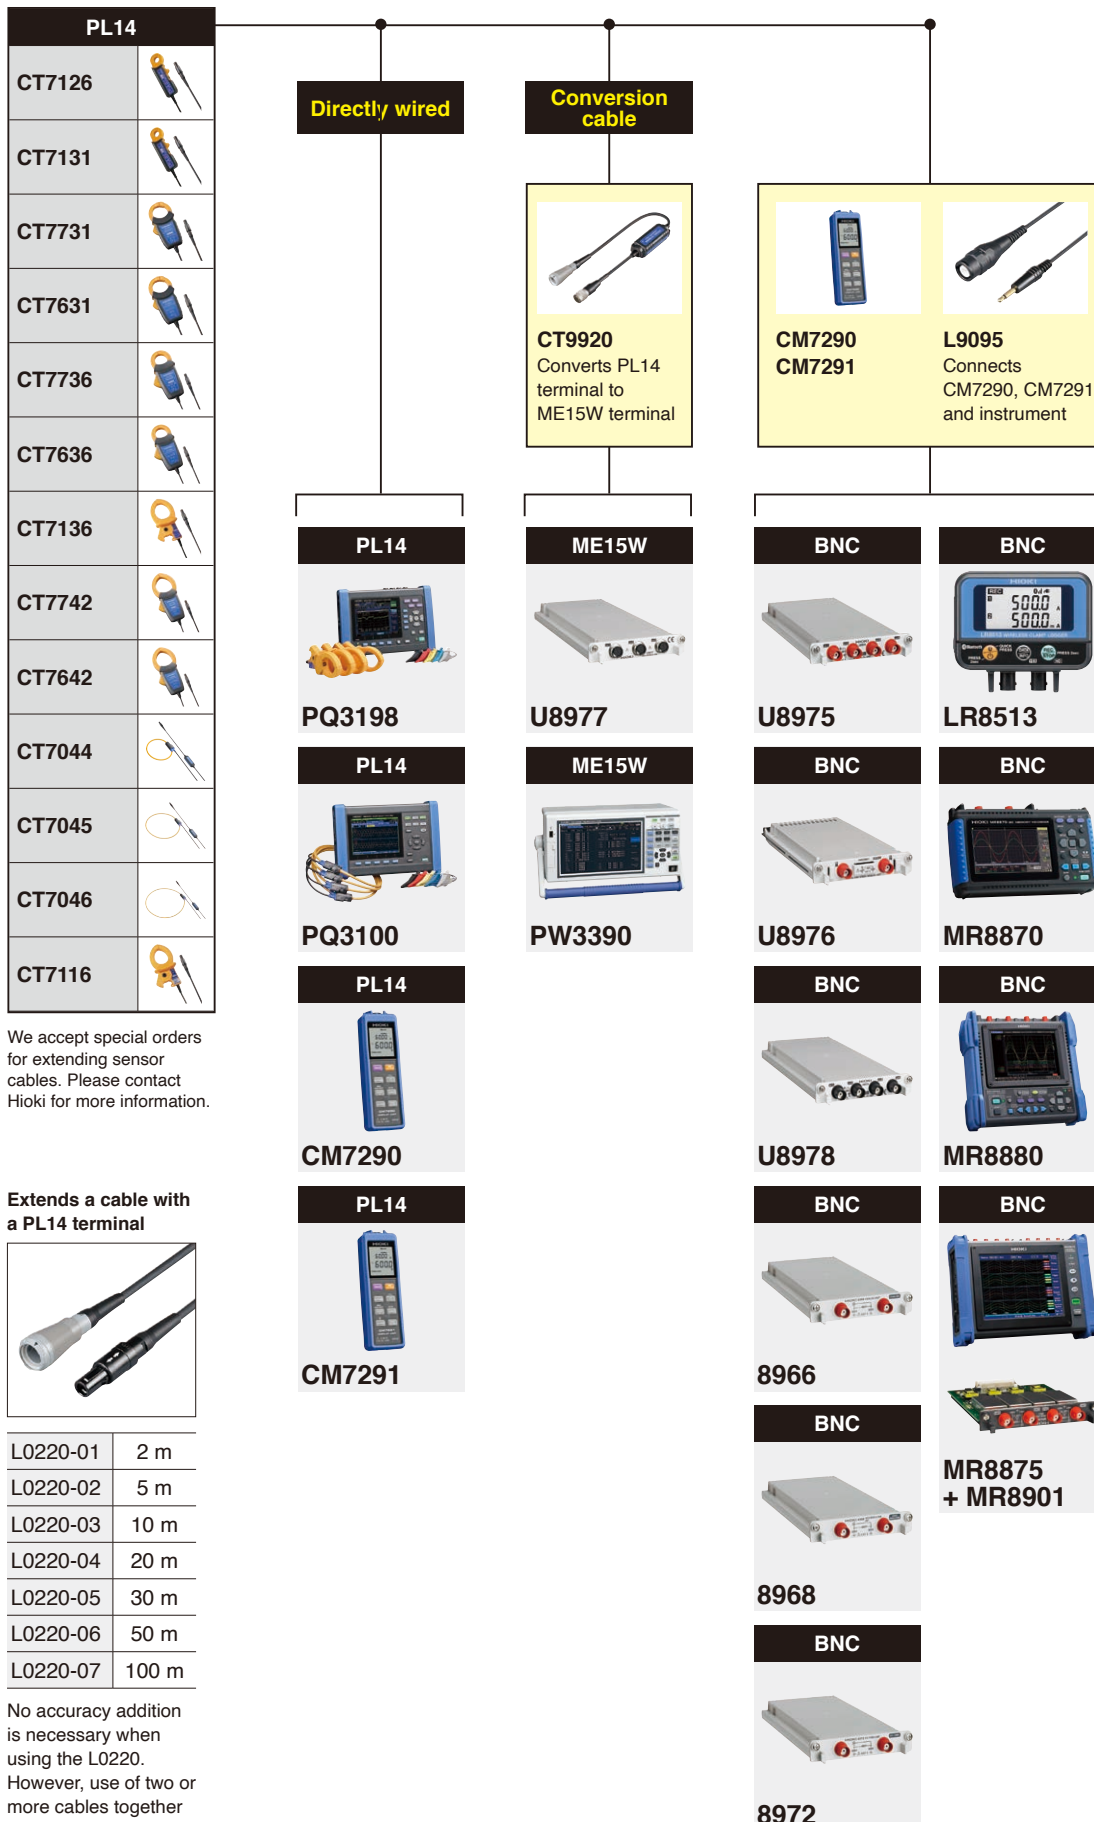 PL14
CT7126
CT7131
CT7731
CT7631
CT7736
CT7636
CT7136
CT7742
CT7642
CT7044
CT7045
CT7046
CT7116
We accept special orders
for extending sensor
cables. Please contact
Hioki for more information.
Extends a cable with
a PL14 terminal
L0220-01 2 m
L0220-02 5 m
L0220-03 10 m
L0220-04 20 m
L0220-05 30 m
L0220-06 50 m
L0220-07 100 m
No accuracy addition
is necessary when
using the L0220.
However, use of two or
more cables together
Directly wired
PL14
PQ3198
PL14
PQ3100
PL14
CM7290
PL14
CM7291
Conversion
cable
CT9920
Converts PL14
terminal to
ME15W terminal
ME15W
U8977
ME15W
PW3390
CM7290
CM7291
L9095
Connects
CM7290, CM7291
and instrument
BNC
U8975
BNC
U8976
BNC
U8978
BNC
8966
BNC
8968
BNC
8972
BNC
HIOKI
REC
500.0 A
500.0 A
LR8513
BNC
MR8870
BNC
MR8880
BNC
MR8875
+ MR8901